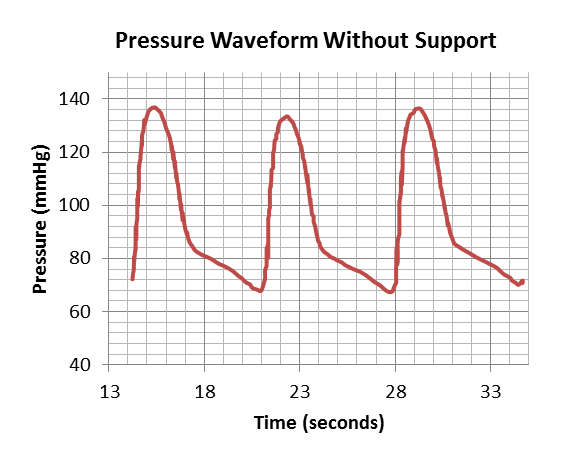 Pressure Waveform Without Support
140
120
100
80
60
40
Pressure (mmHg)
13 18 23 28 33
Time (seconds)